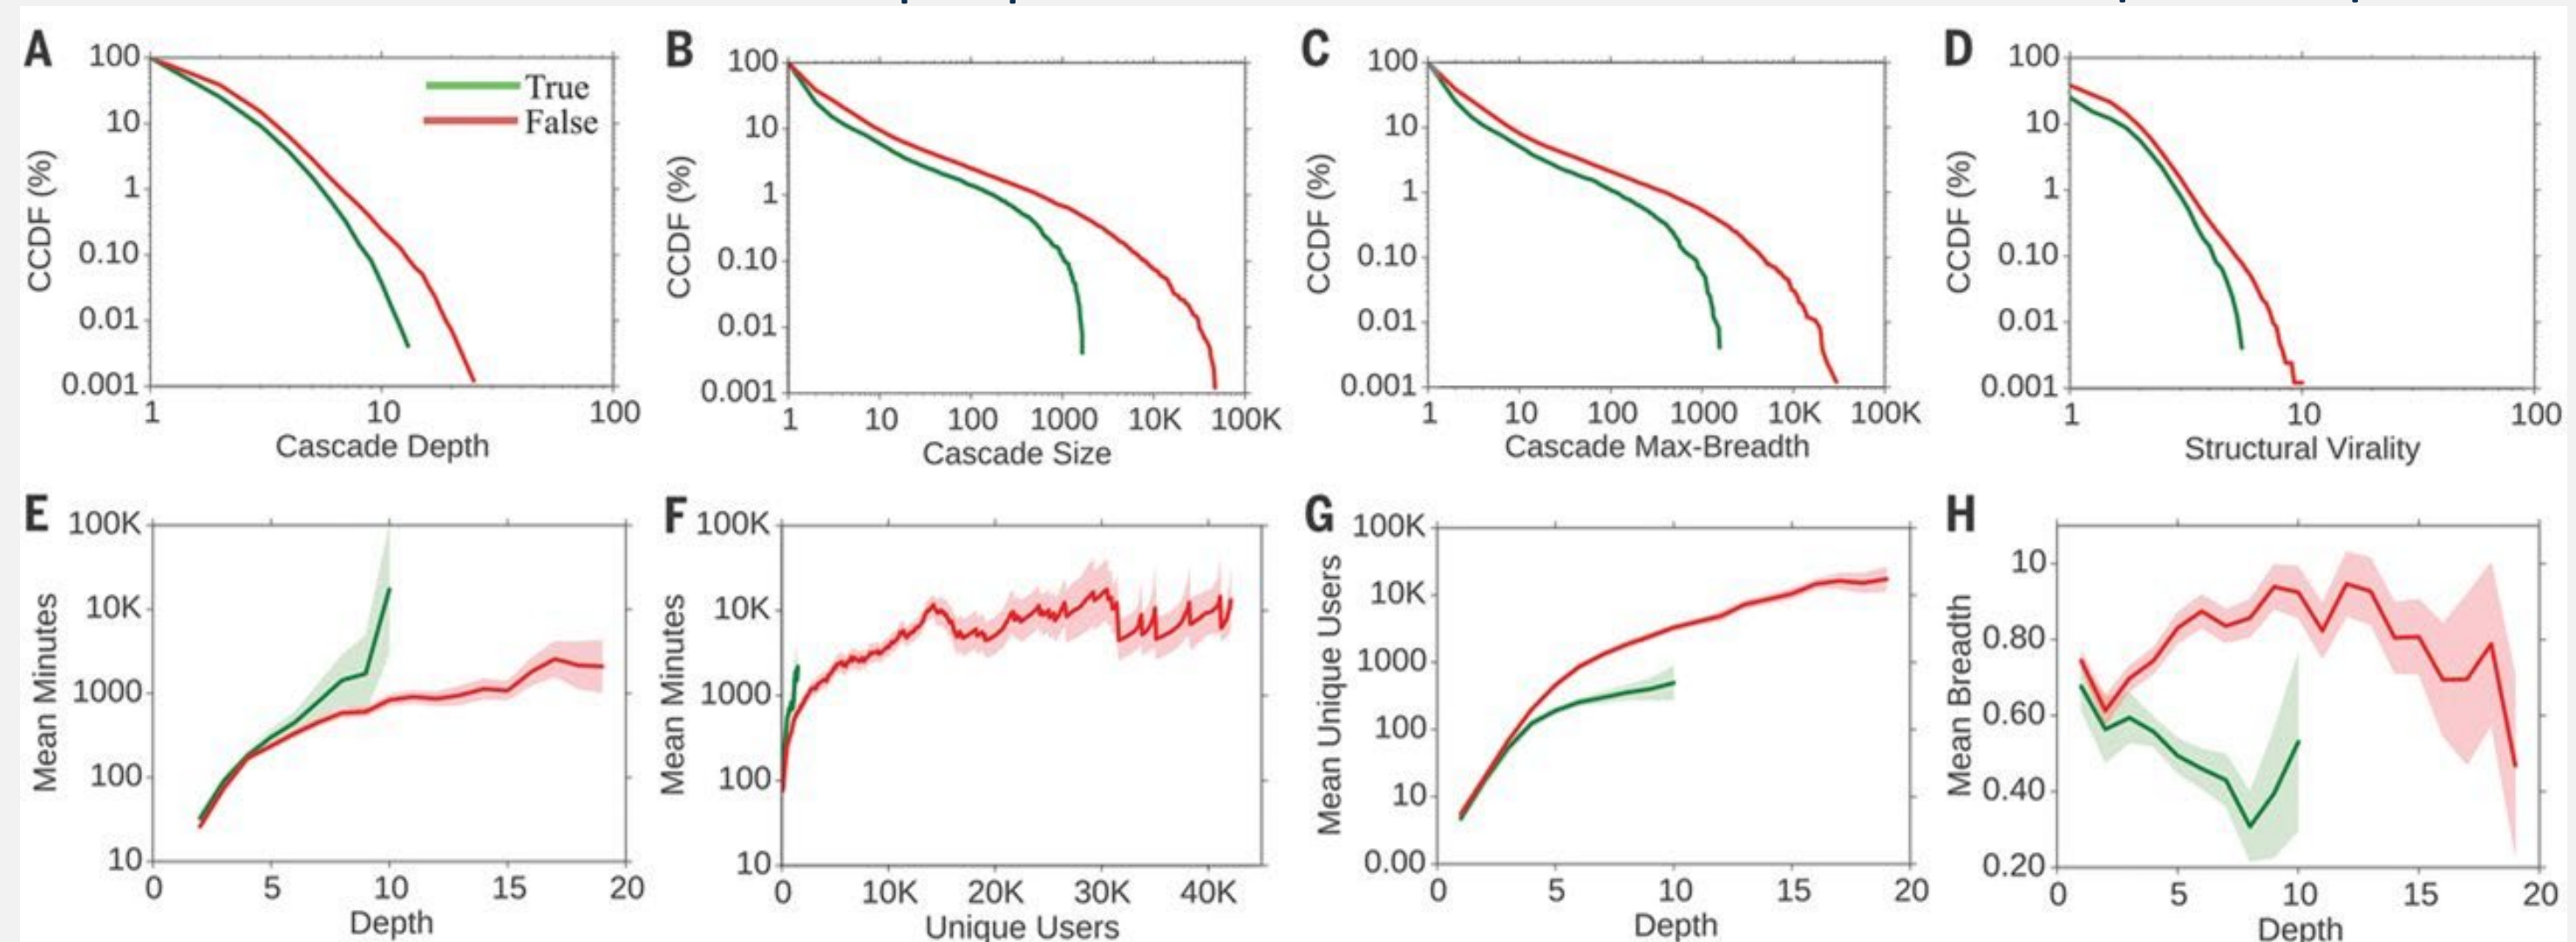 A
CCDF (%)
100
10
1
0.10
0.01
0.001
True
False
1 10 100
Cascade Depth
B
CCDF (%)
100
10
1
0.10
0.01
0.001
1 10 100 1000 10K 100K
Cascade Size
C
CCDF (%)
100
10
1
0.10
0.01
0.001
1 10 100 1000 10K 100K
Cascade Max-Breadth
D
CCDF (%)
100
10
1
0.10
0.01
0.001
1 10 100
Structural Virality
E
Mean Minutes
100K
10K
1000
100
10
0 5 10 15 20
Depth
F
Mean Minutes
100K
10K
1000
100
10
0 10K 20K 30K 40K
Unique Users
G
Mean Unique Users
100K
10K
1000
100
10
0.00
0 5 10 15 20
Depth
H
Mean Breadth
10
0.80
0.60
0.40
0.20
0 5 10 15 20
Depth